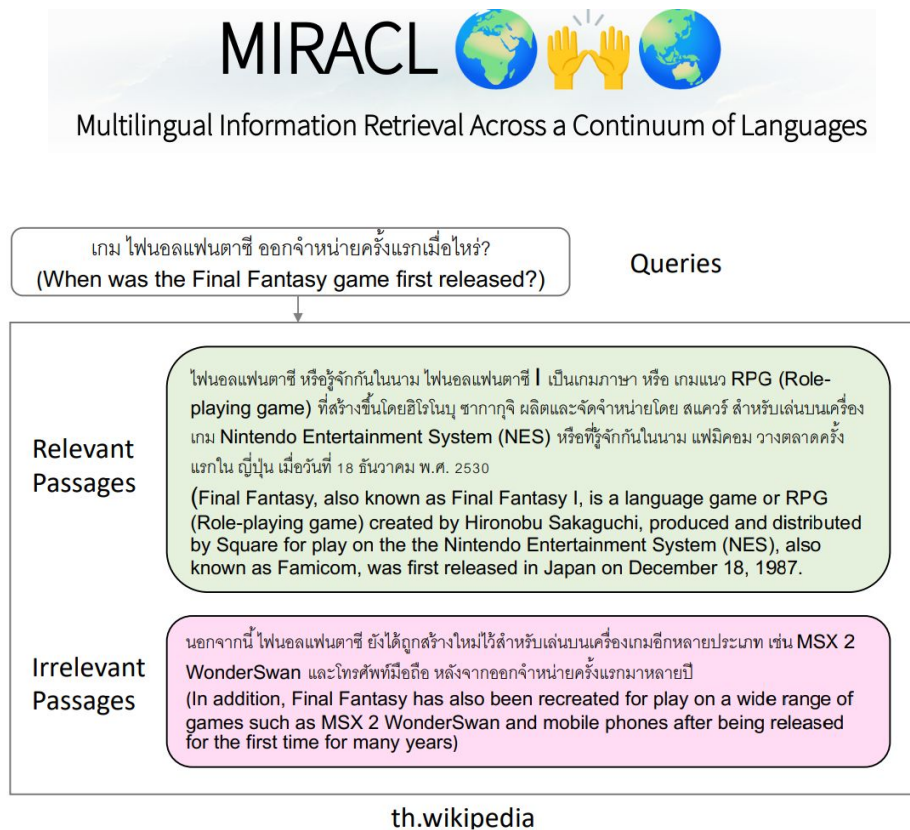 MIRACL 🌍🙌🌏
Multilingual Information Retrieval Across a Continuum of Languages
เกม ไฟนอลแฟนตาซี ออกจำหน่ายครั้งแรกเมื่อไหร่?
(When was the Final Fantasy game first released?)
Queries
Relevant
Passages
ไฟนอลแฟนตาซี หรือรู้จักกันในนาม ไฟนอลแฟนตาซี I เป็นเกมภาษา หรือ เกมแนว RPG (Role-
playing game) ที่สร้างขึ้นโดยฮิโรโนบุ ซากากุจิ ผลิตและจัดจำหน่ายโดย สแควร์ สำหรับเล่นบนเครื่อง
เกม Nintendo Entertainment System (NES) หรือที่รู้จักกันในนาม แฟมิคอม วางตลาดครั้ง
แรกใน ญี่ปุ่น เมื่อวันที่ 18 ธันวาคม พ.ศ. 2530
(Final Fantasy, also known as Final Fantasy I, is a language game or RPG
(Role-playing game) created by Hironobu Sakaguchi, produced and distributed
by Square for play on the the Nintendo Entertainment System (NES), also
known as Famicom, was first released in Japan on December 18, 1987.
Irrelevant
Passages
นอกจากนี้ ไฟนอลแฟนตาซี ยังได้ถูกสร้างใหม่ไว้สำหรับเล่นบนเครื่องเกมอีกหลายประเภท เช่น MSX 2
WonderSwan และโทรศัพท์มือถือ หลังจากออกจำหน่ายครั้งแรกมาหลายปี
(In addition, Final Fantasy has also been recreated for play on a wide range of
games such as MSX 2 WonderSwan and mobile phones after being released
for the first time for many years)
th.wikipedia